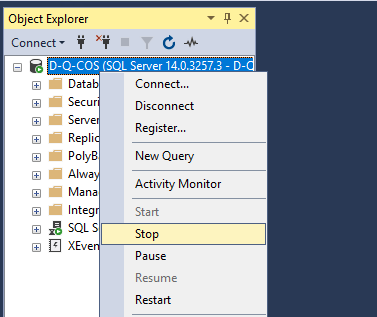 Object Explorer
Connect
D-Q-COS (SQL Server 14.0.3257.3 - D-Q
Datab
Securi
Server
Replic
PolyBa
Alway
Mana
Integr
SQL S
XEven
Connect...
Disconnect
Register...
New Query
Activity Monitor
Start
Stop
Pause
Resume
Restart